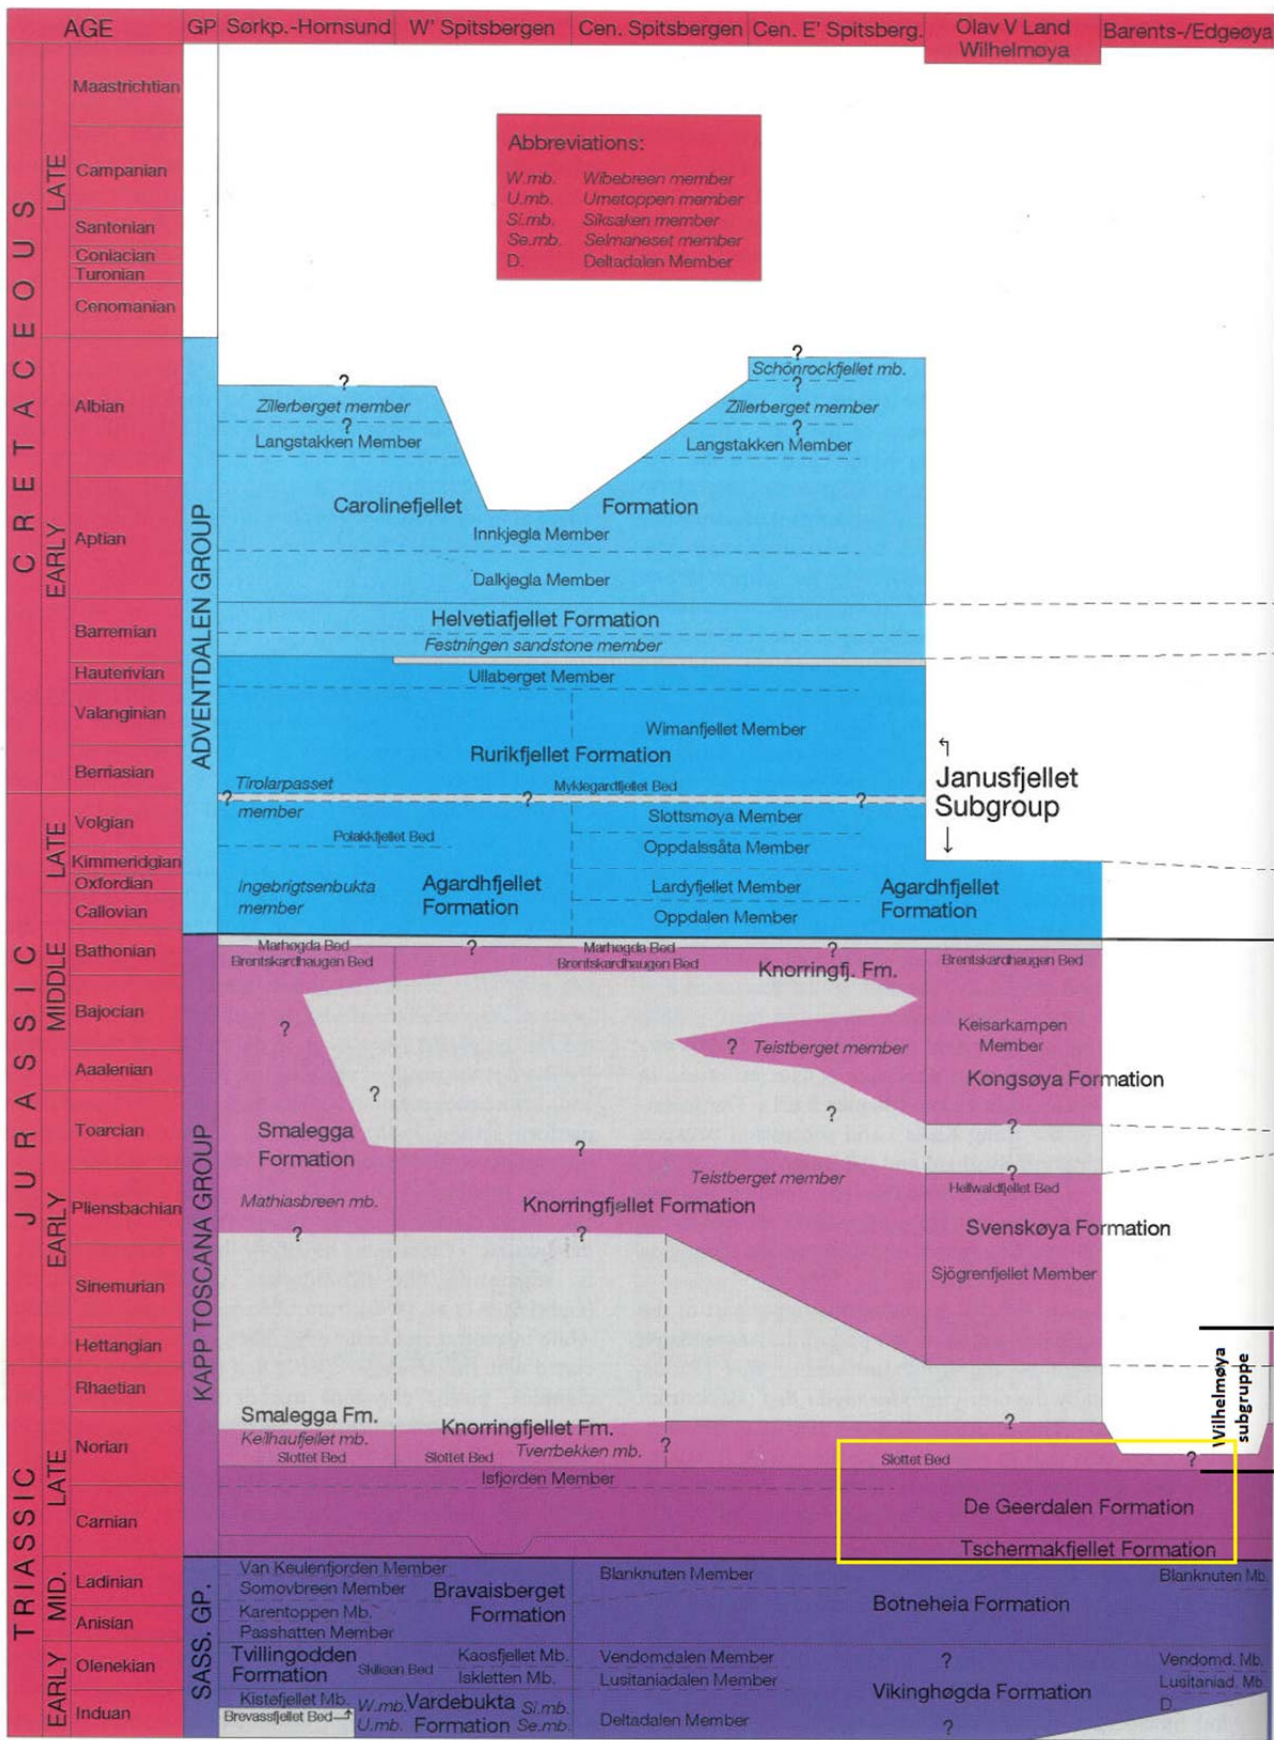 AGE
GP
Sørkp.-Hornsund
W' Spitsbergen
Cen. Spitsbergen
Cen. E' Spitsberg.
Olav V Land
Wilhelmøya
Barents-/Edgeøya
CRETACEOUS
LATE
Maastrichtian
Campanian
Santonian
Coniacian
Turonian
Cenomanian
EARLY
Albian
Aptian
Barremian
Hauterivian
Valanginian
Berriasian
JURASSIC
LATE
Volgian
Kimmeridgian
Oxfordian
MIDDLE
Callovian
Bathonian
Bajocian
Aaalenian
EARLY
Toarcian
Pliensbachian
Sinemurian
Hettangian
TRIASSIC
LATE
Rhaetian
Norian
Carnian
MID.
Ladinian
Anisian
EARLY
Olenekian
Induan
ADVENTDALEN GROUP
KAPP TOSCANA GROUP
SASS. GP.
Abbreviations:
W.mb. Wibebreen member
U.mb. Urnetoppen member
Si.mb. Siksaken member
Se.mb. Selmaneset member
D. Deltadalen Member
?
Schönrockfjellet mb.
?
?
Zillerberget member
Zillerberget member
?
?
Langstakken Member
Langstakken Member
Carolinefjellet Formation
Innkjegla Member
Dalkjegla Member
Helvetiafjellet Formation
Festningen sandstone member
Ullaberget Member
Wimanfjellet Member
Rurikfjellet Formation
Janusfjellet
Subgroup
Tirolarpasset
member
Myklegardfjellet Bed
? ? ?
Slottsmøya Member
Polakkfjellet Bed
Oppdalssåta Member
Ingebrigtsenbukta
member
Agardhfjellet
Formation
Lardyfjellet Member
Oppdalen Member
Agardhfjellet
Formation
Marhøgda Bed
Brentskardhaugen Bed
?
Marhøgda Bed
Brentskardhaugen Bed
?
Knorringfj. Fm.
Brentskardhaugen Bed
?
? Teistberget member
Keisarkampen
Member
Kongsøya Formation
?
?
?
Smalegga
Formation
?
?
Teistberget member
Hellwaldfjellet Bed
Mathiasbreen mb.
Knorringfjellet Formation
Svenskøya Formation
? ?
Sjögrenfjellet Member
Wilhelmøya
subgruppe
Smalegga Fm.
Keilhaufjellet mb.
Slottet Bed
Knorringfjellet Fm.
Slottet Bed
Tverrbekken mb.
?
?
Slottet Bed
?
Isfjorden Member
De Geerdalen Formation
Tschermakfjellet Formation
Van Keulenfjorden Member
Somovbreen Member
Karentoppen Mb.
Passhatten Member
Bravaisberget
Formation
Blanknuten Member
Botneheia Formation
Blanknuten Mb.
Tvillingodden
Formation
Skilisen Bed
Kaosfjellet Mb.
Iskletten Mb.
Vendomdalen Member
Lusitaniadalen Member
?
Vendomd. Mb.
Lusitaniad. Mb.
Kistefjellet Mb.
Brevassfjellet Bed
W.mb. Vardebukta Si.mb.
U.mb. Formation Se.mb.
Deltadalen Member
Vikinghøgda Formation
?
D